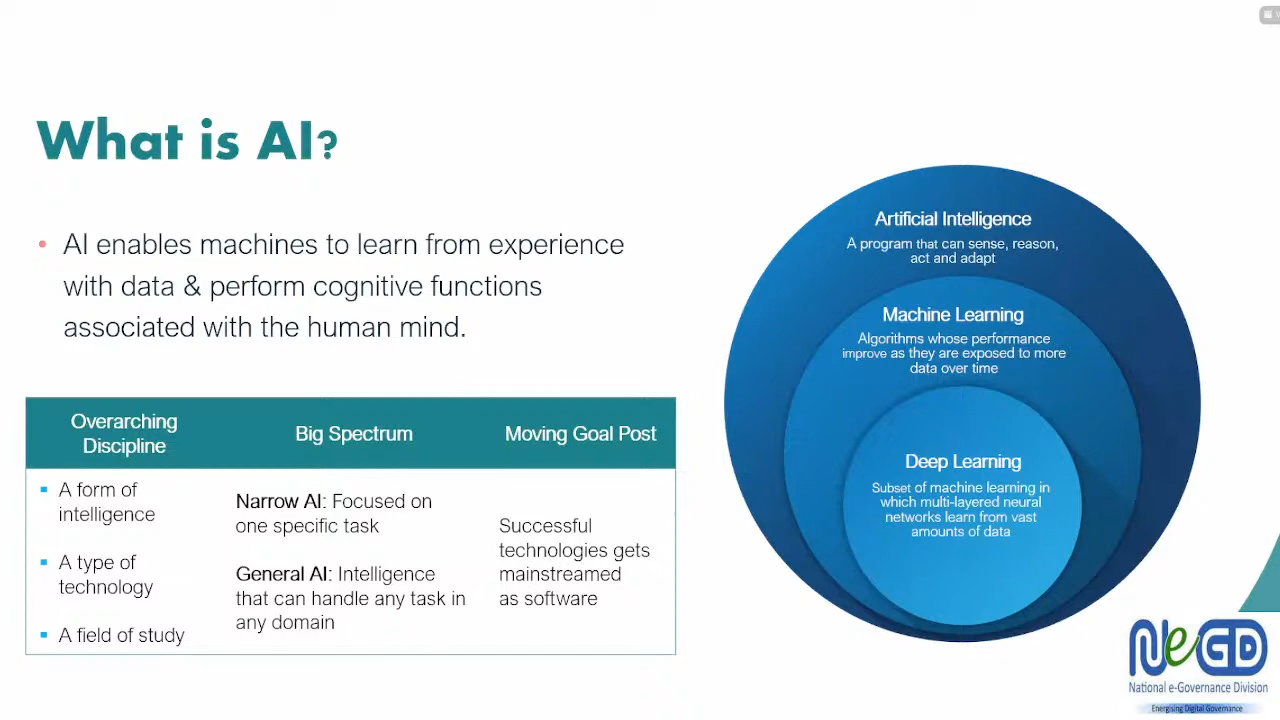 What is AI?
• AI enables machines to learn from experience
with data & perform cognitive functions
associated with the human mind.
Overarching
Discipline
Big Spectrum
Moving Goal Post
▪ A form of
intelligence
▪ A type of
technology
▪ A field of study
Narrow AI: Focused on
one specific task
General AI: Intelligence
that can handle any task in
any domain
Successful
technologies gets
mainstreamed
as software
Artificial Intelligence
A program that can sense, reason,
act and adapt
Machine Learning
Algorithms whose performance
improve as they are exposed to more
data over time
Deep Learning
Subset of machine learning in
which multi-layered neural
networks learn from vast
amounts of data
NeGD
National e-Governance Division
Energising Digital Governance